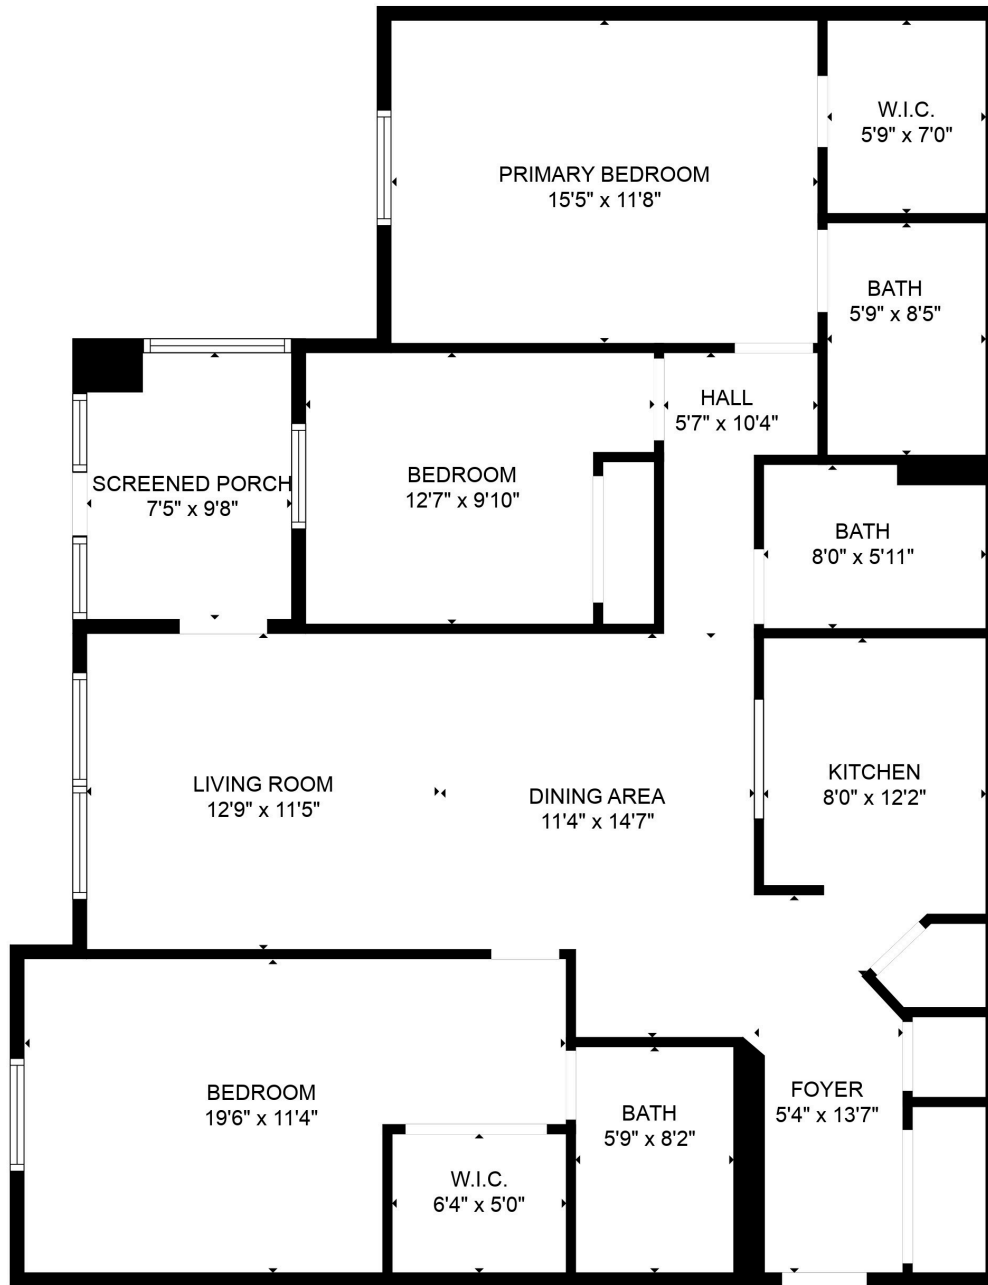 W.I.C.
5'9" x 7'0"
PRIMARY BEDROOM
15'5" x 11'8"
BATH
5'9" x 8'5"
HALL
5'7" x 10'4"
SCREENED PORCH
7'5" x 9'8"
BEDROOM
12'7" x 9'10"
BATH
8'0" x 5'11"
LIVING ROOM
12'9" x 11'5"
DINING AREA
11'4" x 14'7"
KITCHEN
8'0" x 12'2"
BEDROOM
19'6" x 11'4"
BATH
5'9" x 8'2"
FOYER
5'4" x 13'7"
W.I.C.
6'4" x 5'0"